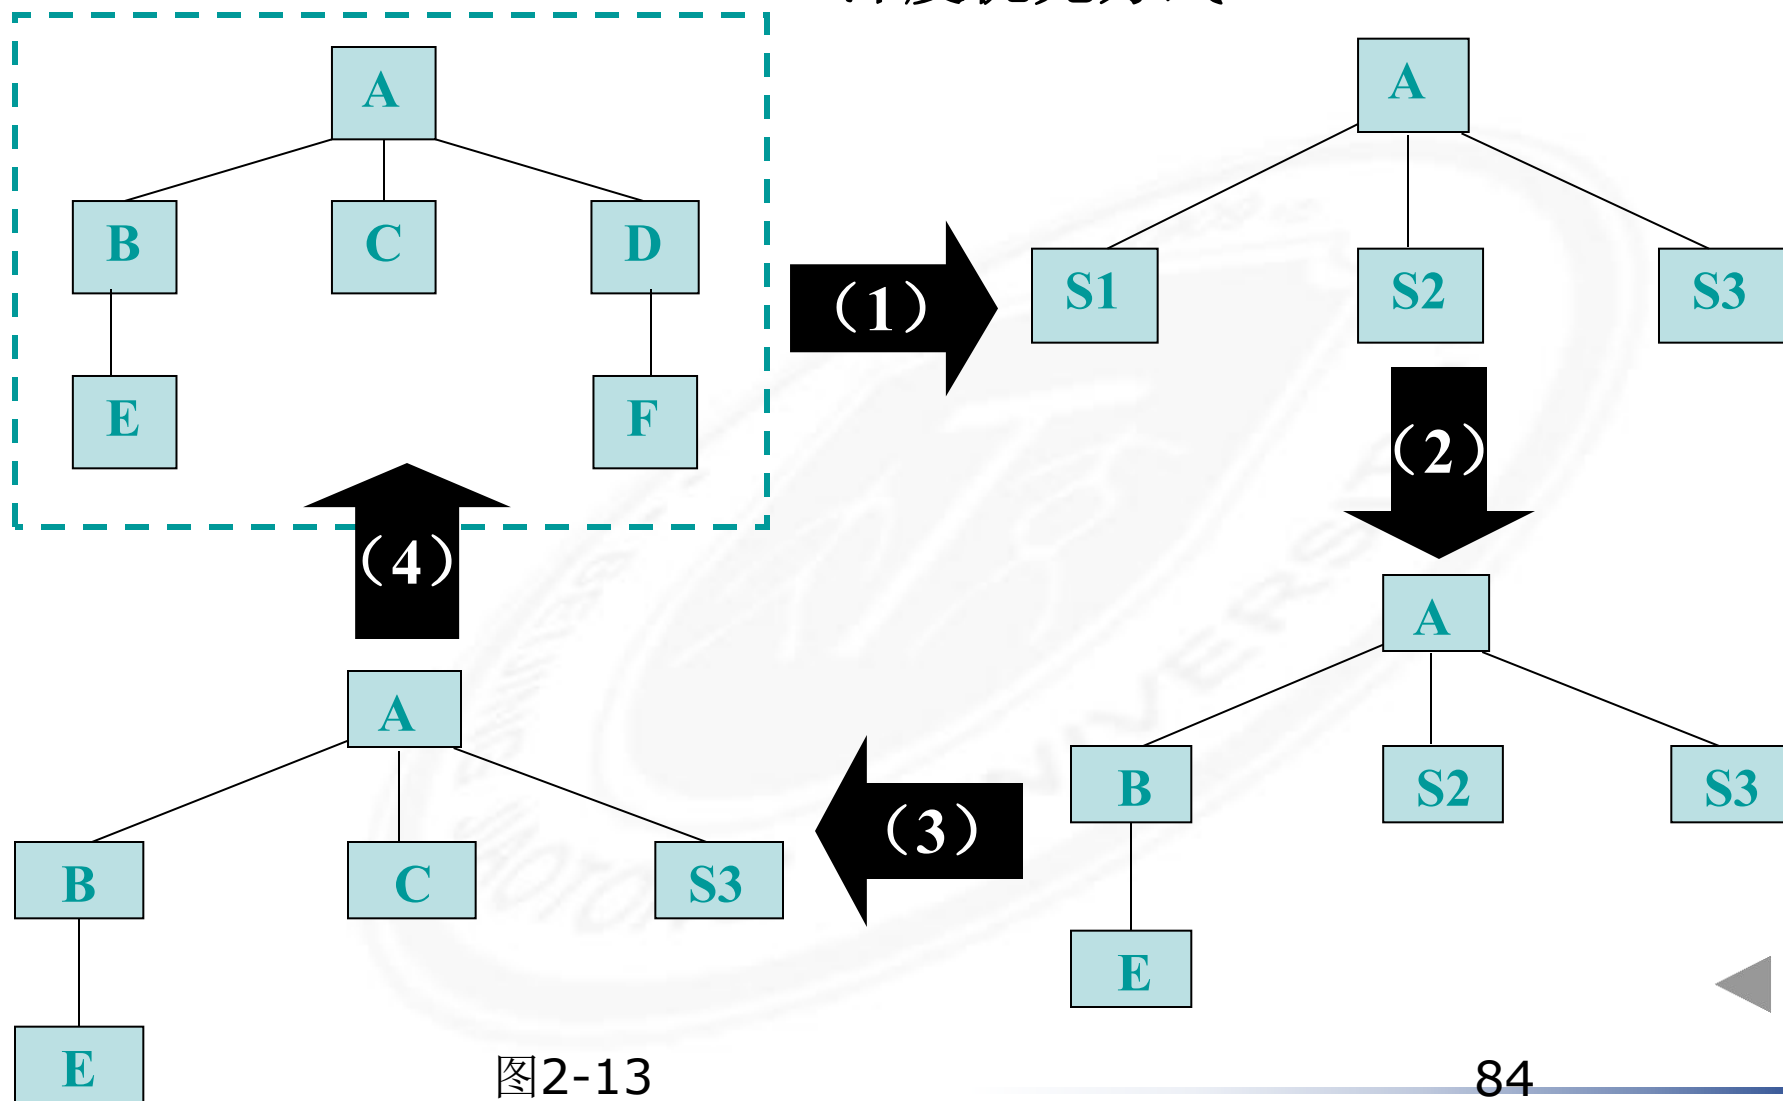 A
B C D
E F
(1)
A
S1 S2 S3
(2)
A
B S2 S3
E
(3)
A
B C S3
E
(4)
图2-13
84